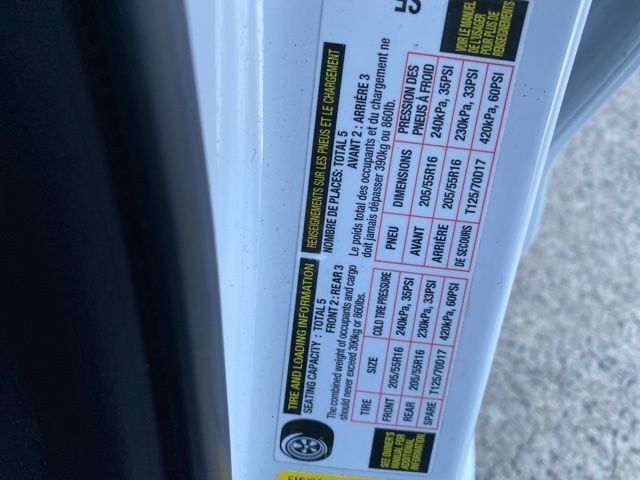 TIRE AND LOADING INFORMATION
SEATING CAPACITY : TOTAL 5
FRONT 2 : REAR 3
The combined weight of occupants and cargo
should never exceed 390kg or 860lbs.
TIRE SIZE COLD TIRE PRESSURE
FRONT 205/55R16 240kPa, 35PSI
REAR 205/55R16 230kPa, 33PSI
SPARE T125/70D17 420kPa, 60PSI
SEE OWNER'S
MANUAL FOR
ADDITIONAL
INFORMATION
RENSEIGNEMENTS SUR LES PNEUS ET LE CHARGEMENT
NOMBRE DE PLACES: TOTAL 5
AVANT 2 : ARRIÈRE 3
Le poids total des occupants et du chargement ne
doit jamais dépasser 390kg or 860lb.
PNEU DIMENSIONS PRESSION DES
PNEUS À FROID
AVANT 205/55R16 240kPa, 35PSI
ARRIÈRE 205/55R16 230kPa, 33PSI
DE SECOURS T125/70D17 420kPa, 60PSI
VOIR LE MANUEL
DE L'USAGER
POUR PLUS DE
RENSEIGNEMENTS